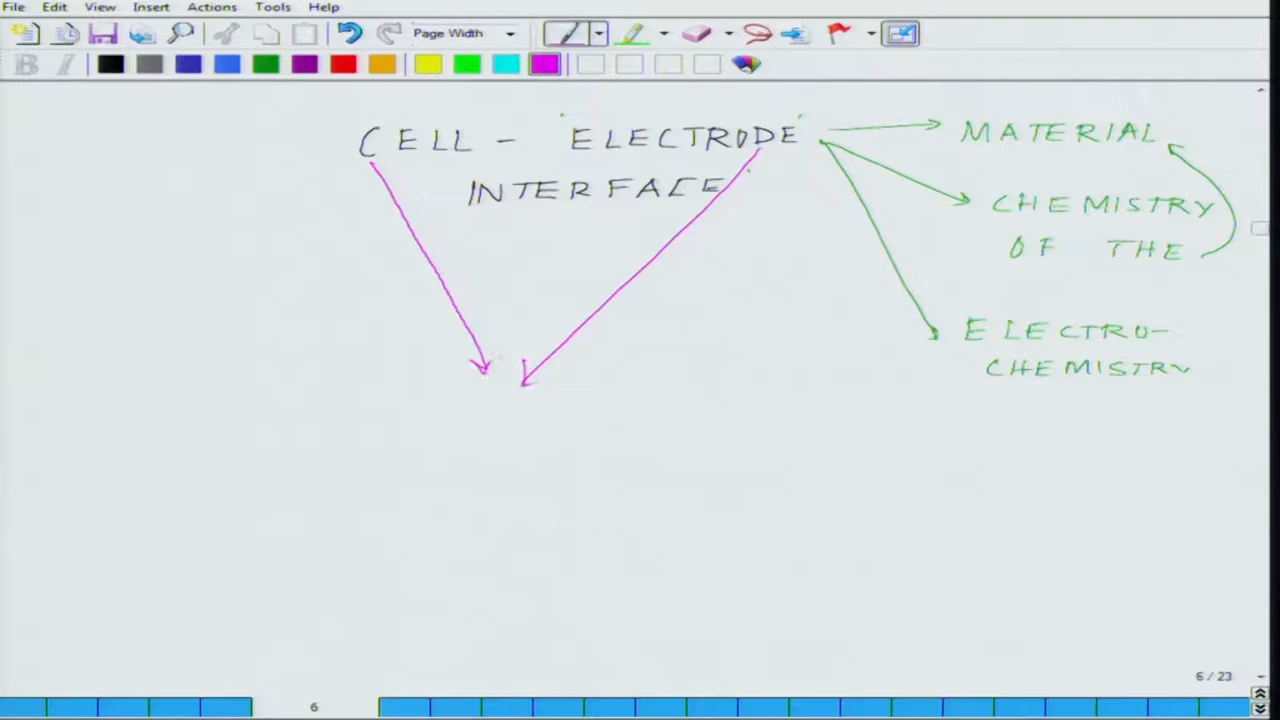 File Edit View Insert Actions Tools Help
Page Width
B I
CELL - 'ELECTRODE'
INTERFACE
MATERIAL
CHEMISTRY
OF THE
ELECTRO-
CHEMISTRY
6 / 23
6